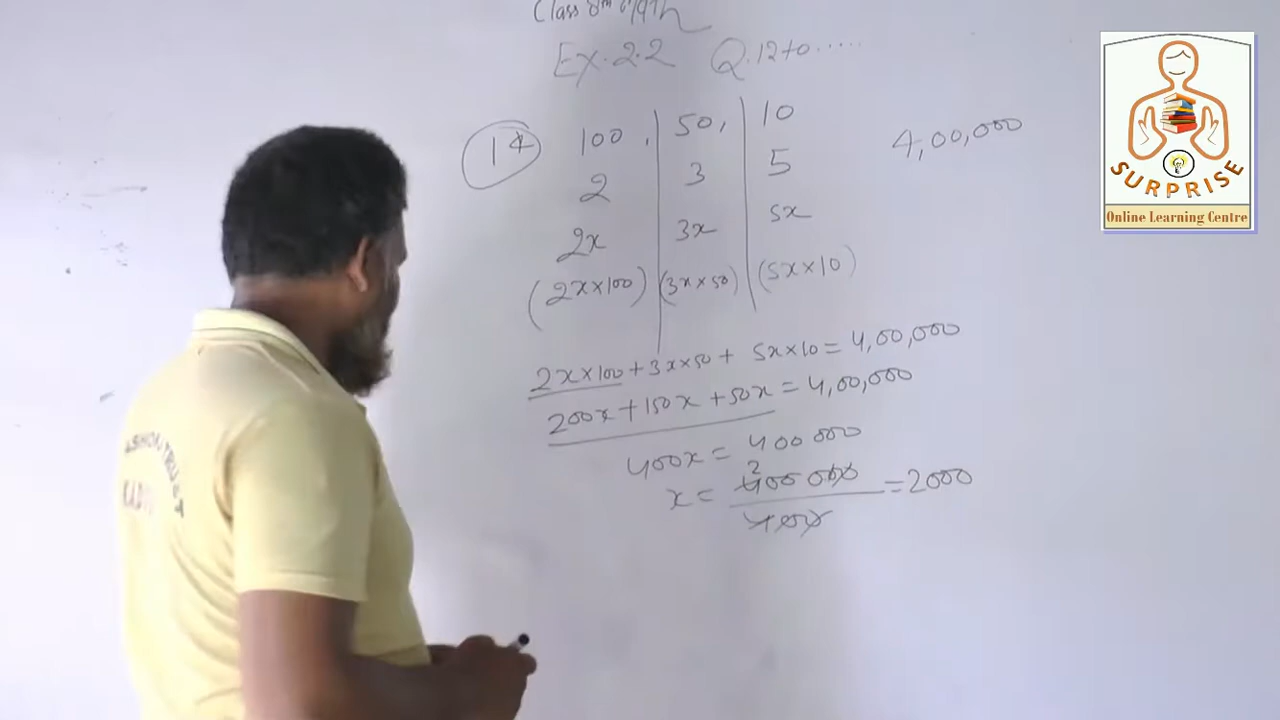 Class 8th Math
Ex. 2.2 Q. 12 to .....
14 100, 50, 10 4,00,000
2 3 5
2x 3x 5x
(2x×100) (3x×50) (5x×10)
2x×100 + 3x×50 + 5x×10 = 4,00,000
200x + 150x + 50x = 4,00,000
400x = 400 000
x = 400 000 / 400 = 2000
2
SURPRISE
Online Learning Centre
TRUST